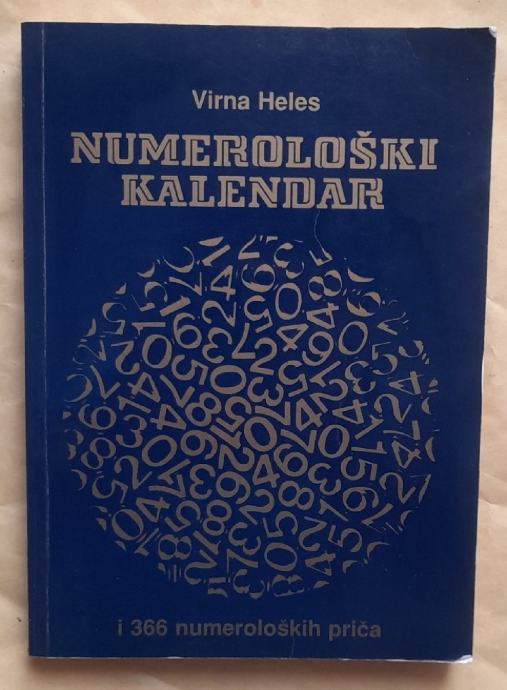 Virna Heles
NUMEROLOŠKI
KALENDAR
i 366 numeroloških priča